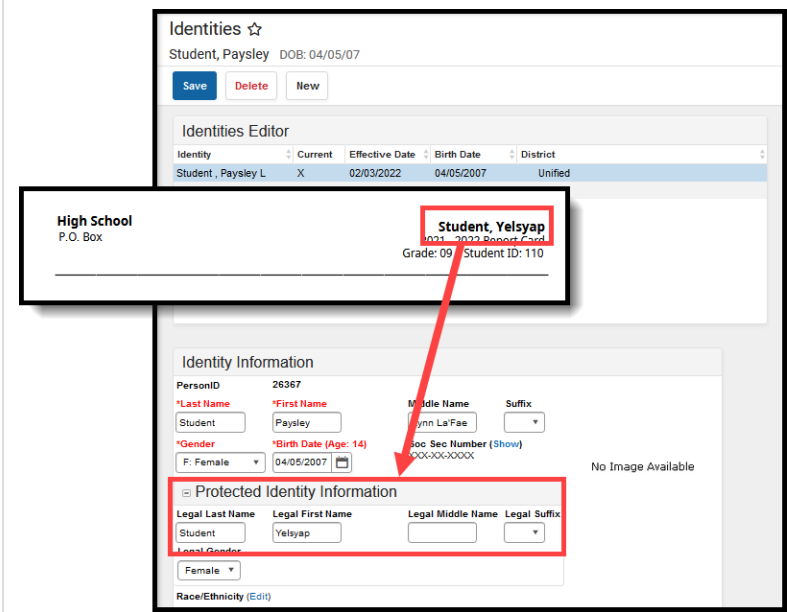 Identities ☆
Student, Paysley DOB: 04/05/07
Save Delete New
Identities Editor
Identity Current Effective Date Birth Date District
Student , Paysley L X 02/03/2022 04/05/2007 Unified
High School
P.O. Box
Student, Yelsyap
2021 - 2022 Report Card
Grade: 09 Student ID: 110
Identity Information
PersonID 26367
*Last Name *First Name Middle Name Suffix
Student Paysley Lynn La'Fae
*Gender *Birth Date (Age: 14) Soc Sec Number (Show)
F: Female 04/05/2007 XXX-XX-XXXX
No Image Available
Protected Identity Information
Legal Last Name Legal First Name Legal Middle Name Legal Suffix
Student Yelsyap
Legal Gender
Female
Race/Ethnicity (Edit)